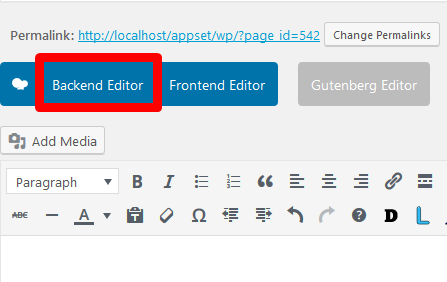 Permalink: http://localhost/appset/wp/?page_id=542 Change Permalinks
Backend Editor Frontend Editor Gutenberg Editor
Add Media
Paragraph B I
ABC A Ω ? D L